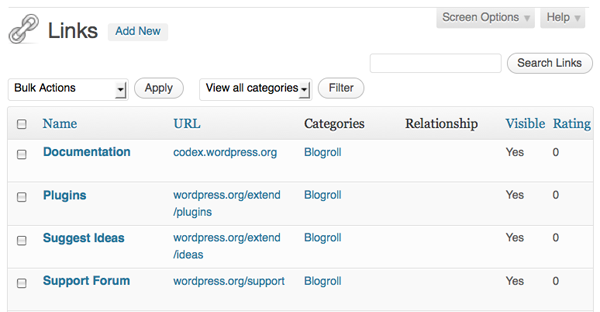 Screen Options Help
Links Add New
Search Links
Bulk Actions Apply View all categories Filter
Name URL Categories Relationship Visible Rating
Documentation codex.wordpress.org Blogroll Yes 0
Plugins wordpress.org/extend Blogroll Yes 0
/plugins
Suggest Ideas wordpress.org/extend Blogroll Yes 0
/ideas
Support Forum wordpress.org/support Blogroll Yes 0